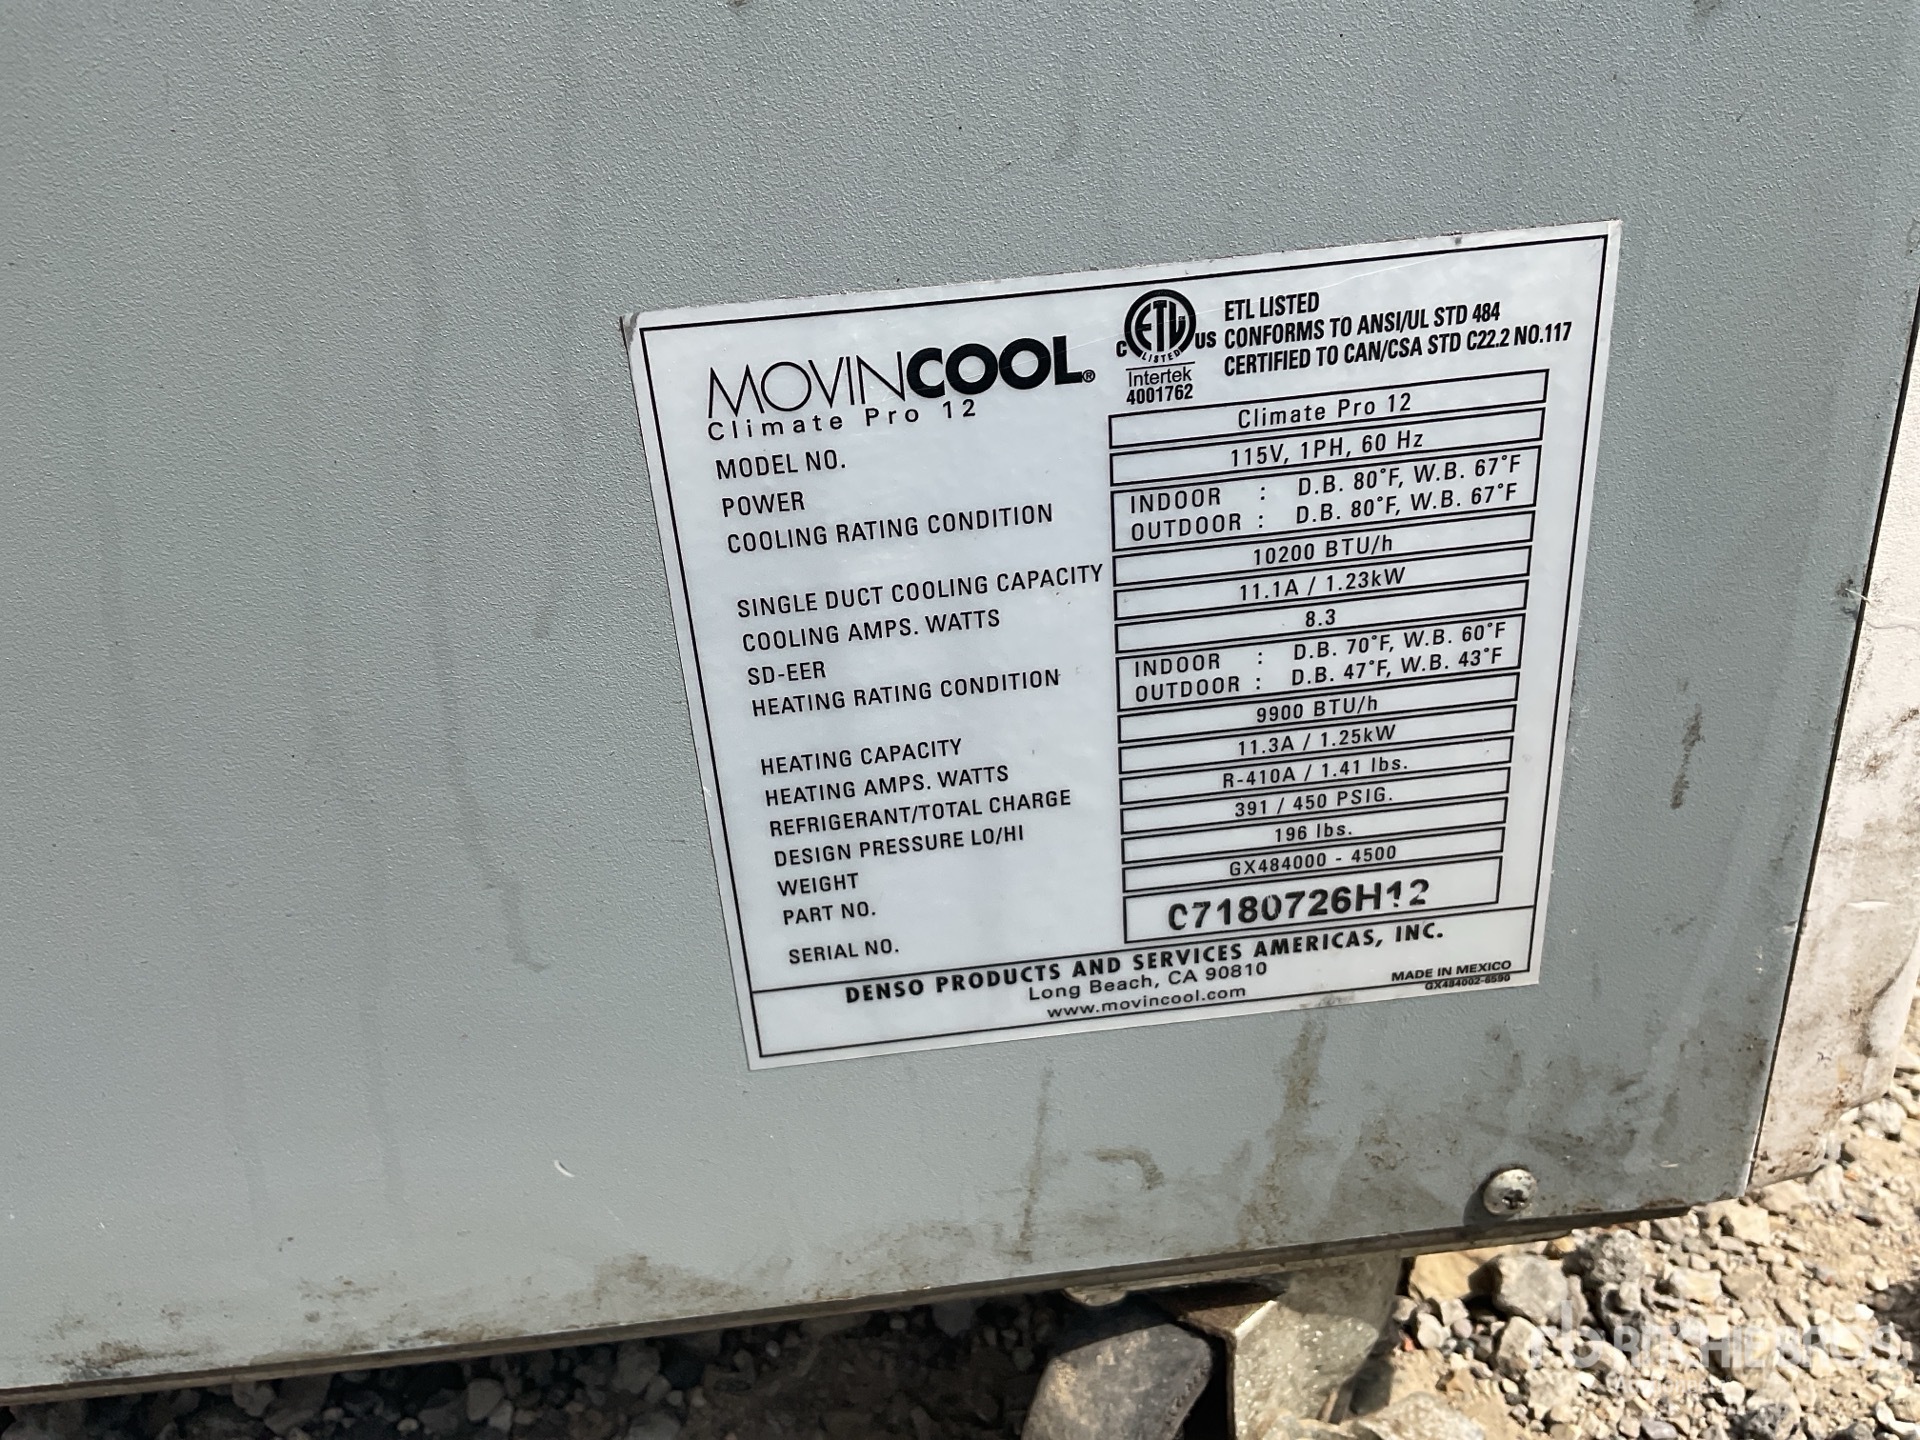 MOVINCOOL®
Climate Pro 12
C ETL LISTED US
Intertek
4001762
ETL LISTED
CONFORMS TO ANSI/UL STD 484
CERTIFIED TO CAN/CSA STD C22.2 NO.117
MODEL NO. Climate Pro 12
POWER 115V, 1PH, 60 Hz
COOLING RATING CONDITION INDOOR : D.B. 80°F, W.B. 67°F
OUTDOOR : D.B. 80°F, W.B. 67°F
SINGLE DUCT COOLING CAPACITY 10200 BTU/h
COOLING AMPS. WATTS 11.1A / 1.23kW
SD-EER 8.3
HEATING RATING CONDITION INDOOR : D.B. 70°F, W.B. 60°F
OUTDOOR : D.B. 47°F, W.B. 43°F
HEATING CAPACITY 9900 BTU/h
HEATING AMPS. WATTS 11.3A / 1.25kW
REFRIGERANT/TOTAL CHARGE R-410A / 1.41 lbs.
DESIGN PRESSURE LO/HI 391 / 450 PSIG.
WEIGHT 196 lbs.
PART NO. GX484000 - 4500
SERIAL NO. 07180726H12
DENSO PRODUCTS AND SERVICES AMERICAS, INC.
Long Beach, CA 90810
www.movincool.com
MADE IN MEXICO
GX484002-6590
RITCHIE BROS.